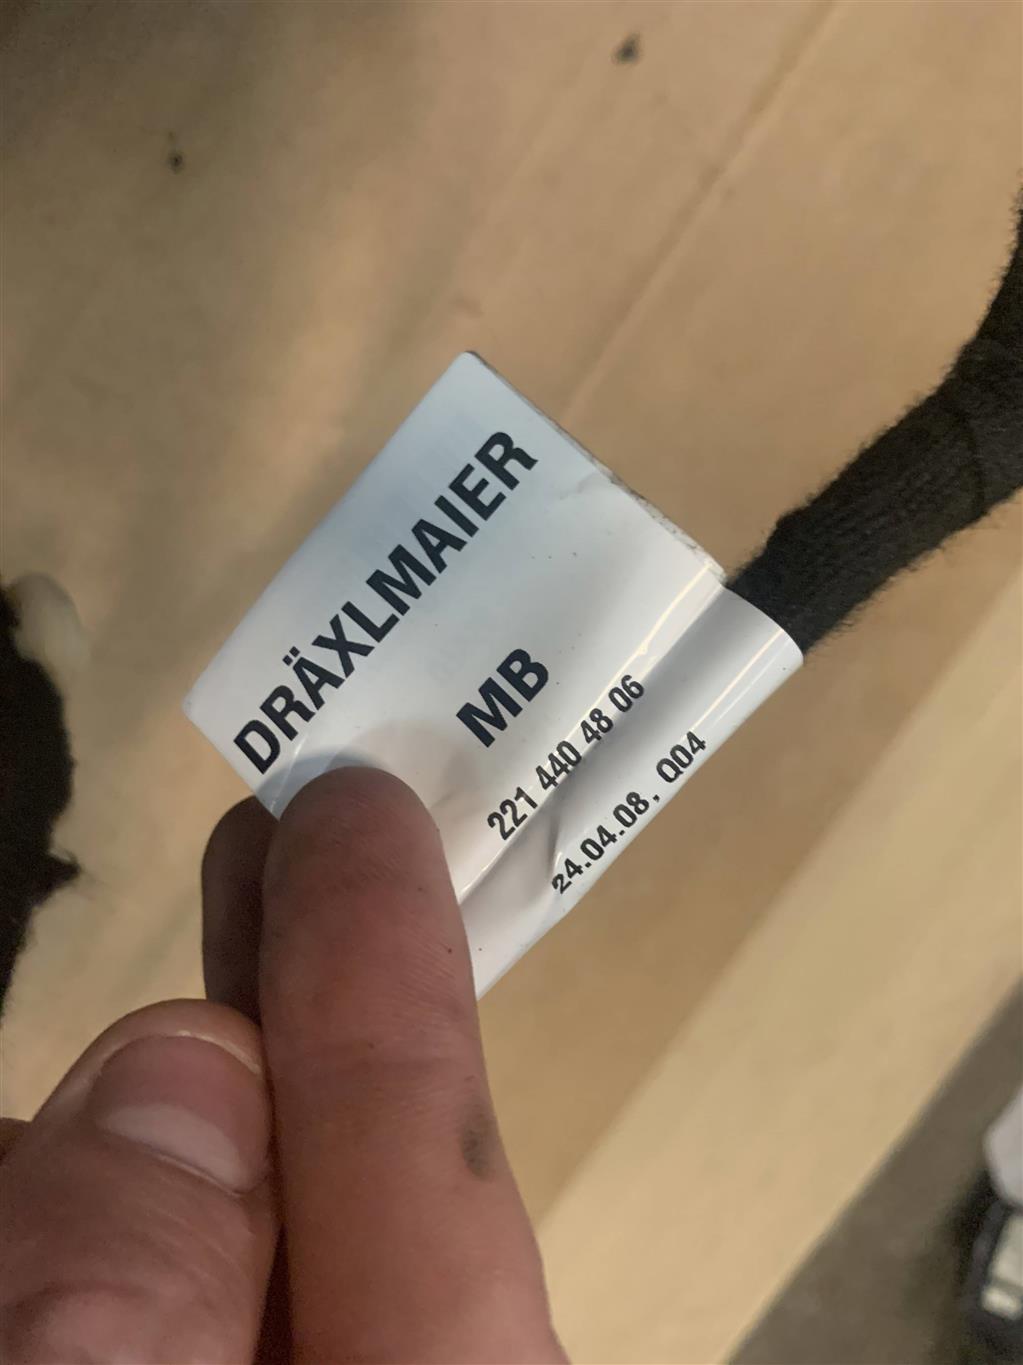 DRÄXLMAIER
MB
221 440 48 06
24.04.08, Q04